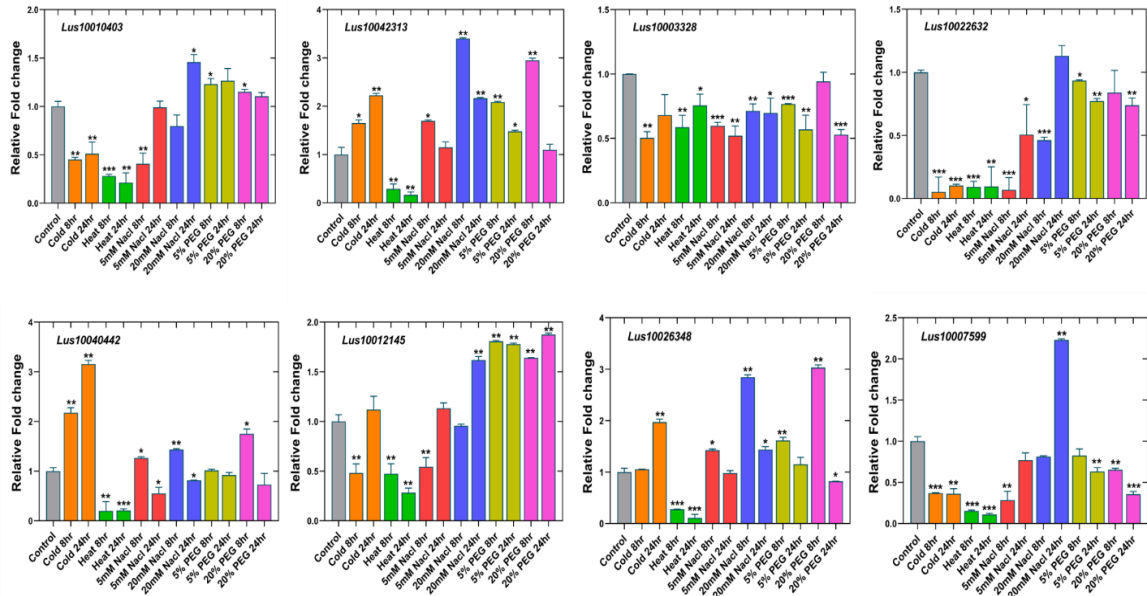 Lus10010403
Relative Fold change
2.0
1.5
1.0
0.5
0.0
* * * * ** ** *** ** **
Control
Cold 8hr
Cold 24hr
Heat 8hr
Heat 24hr
5mM Nacl 8hr
5mM Nacl 24hr
20mM Nacl 8hr
20mM Nacl 24hr
5% PEG 8hr
5% PEG 24hr
20% PEG 8hr
20% PEG 24hr
Lus10042313
Relative Fold change
4
3
2
1
0
* ** ** ** * ** ** ** * **
Control
Cold 8hr
Cold 24hr
Heat 8hr
Heat 24hr
5mM Nacl 8hr
5mM Nacl 24hr
20mM Nacl 8hr
20mM Nacl 24hr
5% PEG 8hr
5% PEG 24hr
20% PEG 8hr
20% PEG 24hr
Lus10003328
Relative Fold change
1.5
1.0
0.5
0.0
** ** * *** ** ** * *** ** ***
Control
Cold 8hr
Cold 24hr
Heat 8hr
Heat 24hr
5mM Nacl 8hr
5mM Nacl 24hr
20mM Nacl 8hr
20mM Nacl 24hr
5% PEG 8hr
5% PEG 24hr
20% PEG 8hr
20% PEG 24hr
Lus10022632
Relative Fold change
1.5
1.0
0.5
0.0
*** *** *** ** *** * *** * *** ***
Control
Cold 8hr
Cold 24hr
Heat 8hr
Heat 24hr
5mM Nacl 8hr
5mM Nacl 24hr
20mM Nacl 8hr
20mM Nacl 24hr
5% PEG 8hr
5% PEG 24hr
20% PEG 8hr
20% PEG 24hr
Lus10040442
Relative Fold change
4
3
2
1
0
** ** ** *** * * ** * *
Control
Cold 8hr
Cold 24hr
Heat 8hr
Heat 24hr
5mM Nacl 8hr
5mM Nacl 24hr
20mM Nacl 8hr
20mM Nacl 24hr
5% PEG 8hr
5% PEG 24hr
20% PEG 8hr
20% PEG 24hr
Lus10012145
Relative Fold change
2.0
1.5
1.0
0.5
0.0
** ** ** ** ** ** ** ** **
Control
Cold 8hr
Cold 24hr
Heat 8hr
Heat 24hr
5mM Nacl 8hr
5mM Nacl 24hr
20mM Nacl 8hr
20mM Nacl 24hr
5% PEG 8hr
5% PEG 24hr
20% PEG 8hr
20% PEG 24hr
Lus10026348
Relative Fold change
4
3
2
1
0
** *** *** * ** * ** ** *
Control
Cold 8hr
Cold 24hr
Heat 8hr
Heat 24hr
5mM Nacl 8hr
5mM Nacl 24hr
20mM Nacl 8hr
20mM Nacl 24hr
5% PEG 8hr
5% PEG 24hr
20% PEG 8hr
20% PEG 24hr
Lus10007599
Relative Fold change
2.5
2.0
1.5
1.0
0.5
0.0
*** ** *** *** ** ** ** ** ***
Control
Cold 8hr
Cold 24hr
Heat 8hr
Heat 24hr
5mM Nacl 8hr
5mM Nacl 24hr
20mM Nacl 8hr
20mM Nacl 24hr
5% PEG 8hr
5% PEG 24hr
20% PEG 8hr
20% PEG 24hr